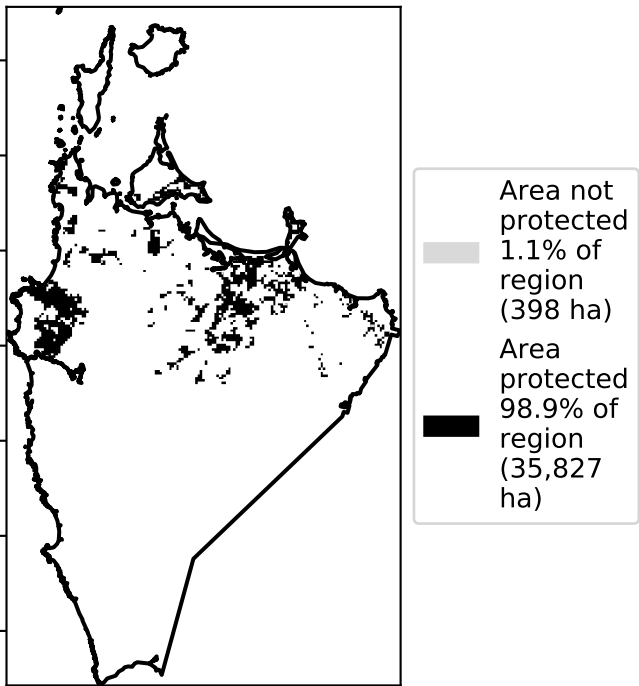 Area not
protected
1.1% of
region
(398 ha)
Area
protected
98.9% of
region
(35,827
ha)